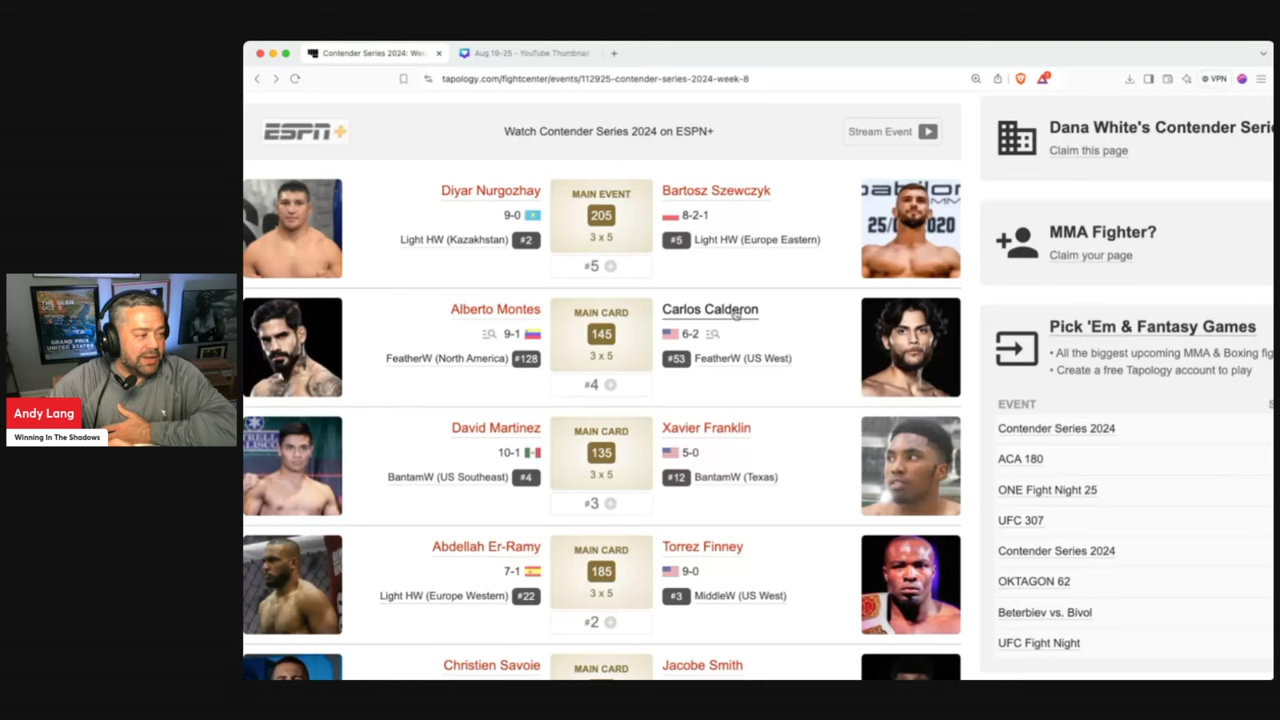 Contender Series 2024: Wee
Aug 19-25 - YouTube Thumbnail
tapology.com/fightcenter/events/112925-contender-series-2024-week-8
VPN
ESPN+
Watch Contender Series 2024 on ESPN+
Stream Event
Diyar Nurgozhay
MAIN EVENT
Bartosz Szewczyk
9-0
205
8-2-1
Light HW (Kazakhstan) #2
3 x 5
#5 Light HW (Europe Eastern)
#5
25/ 2020
Alberto Montes
MAIN CARD
Carlos Calderon
9-1
145
6-2
FeatherW (North America) #128
3 x 5
#53 FeatherW (US West)
#4
David Martinez
MAIN CARD
Xavier Franklin
10-1
135
5-0
BantamW (US Southeast) #4
3 x 5
#12 BantamW (Texas)
#3
Abdellah Er-Ramy
MAIN CARD
Torrez Finney
7-1
185
9-0
Light HW (Europe Western) #22
3 x 5
#3 MiddleW (US West)
#2
Christien Savoie
MAIN CARD
Jacobe Smith
Dana White's Contender Serie
Claim this page
MMA Fighter?
Claim your page
Pick 'Em & Fantasy Games
• All the biggest upcoming MMA & Boxing fig
• Create a free Tapology account to play
EVENT
Contender Series 2024
ACA 180
ONE Fight Night 25
UFC 307
Contender Series 2024
OKTAGON 62
Beterbiev vs. Bivol
UFC Fight Night
THE GLEN
GRAND PRIX
UNITED STATES
Andy Lang
Winning In The Shadows